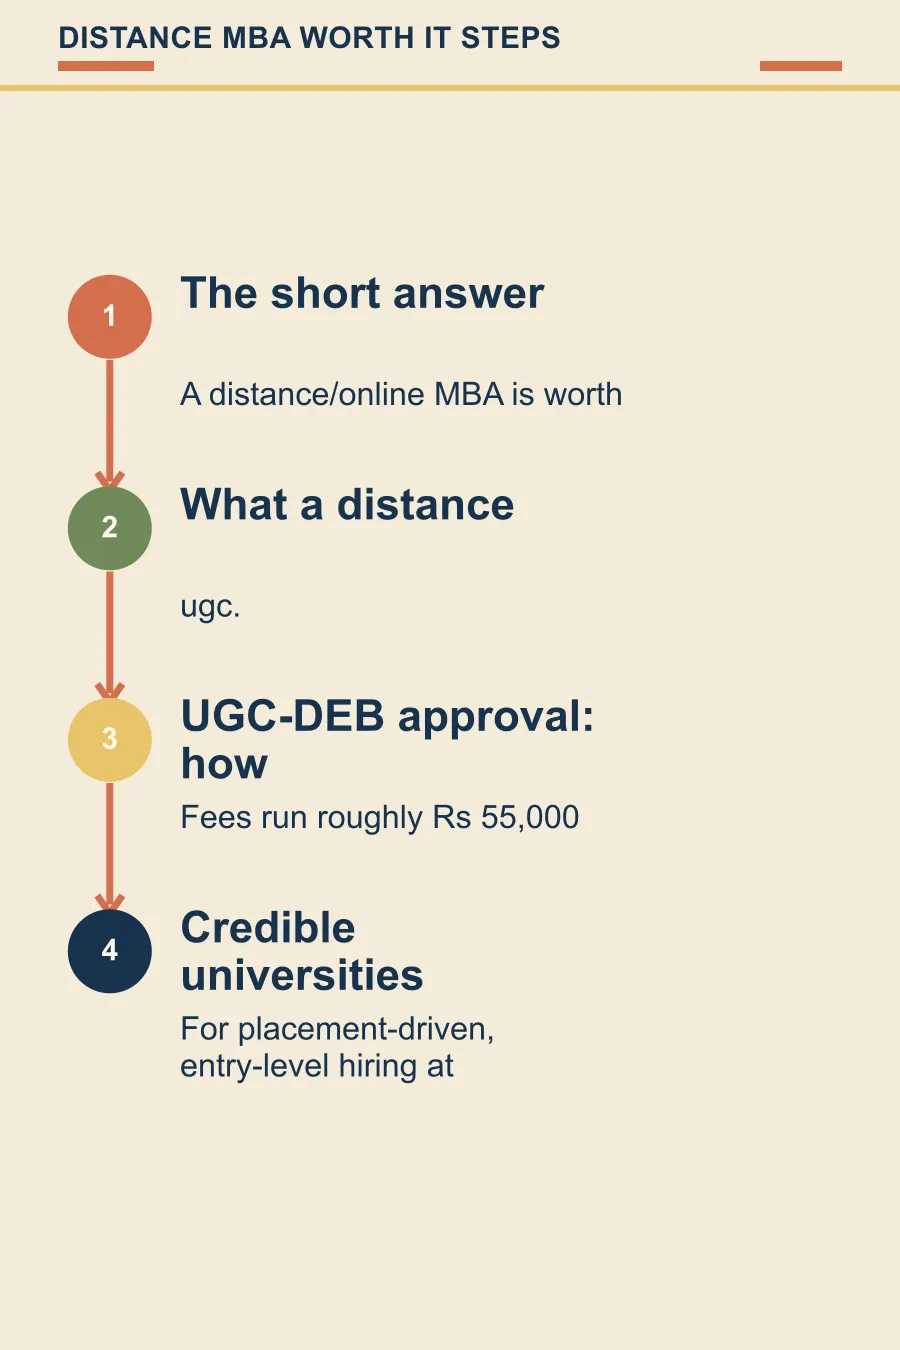 DISTANCE MBA WORTH IT STEPS
1
The short answer
A distance/online MBA is worth
2
What a distance
ugc.
3
UGC-DEB approval:
how
Fees run roughly Rs 55,000
4
Credible
universities
For placement-driven,
entry-level hiring at